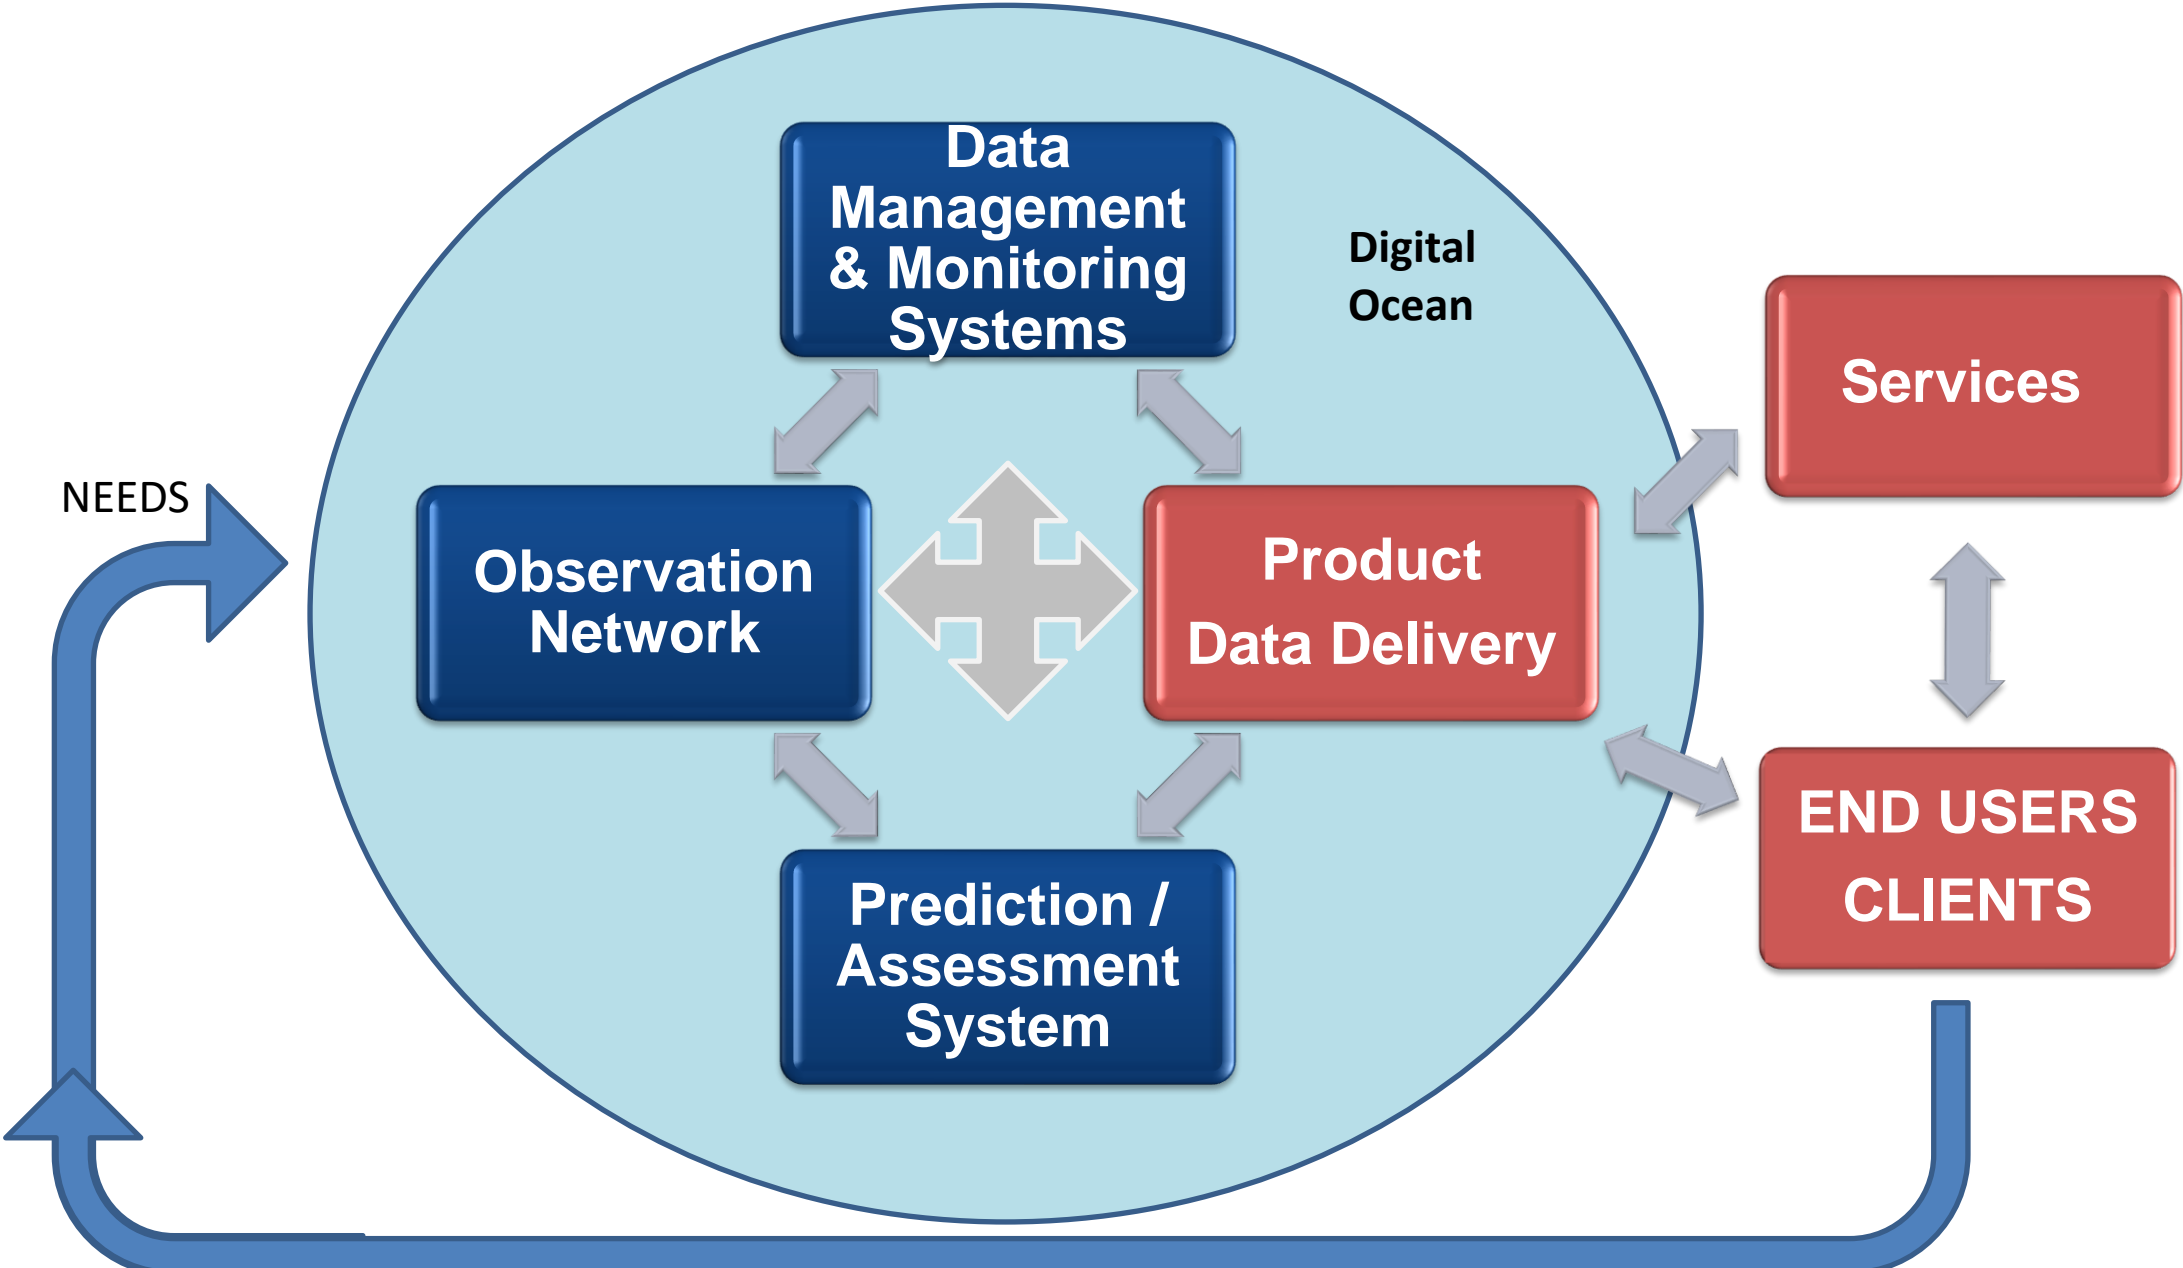 Data
Management
& Monitoring
Systems
Digital
Ocean
Services
NEEDS
Observation
Network
Product
Data Delivery
END USERS
CLIENTS
Prediction /
Assessment
System